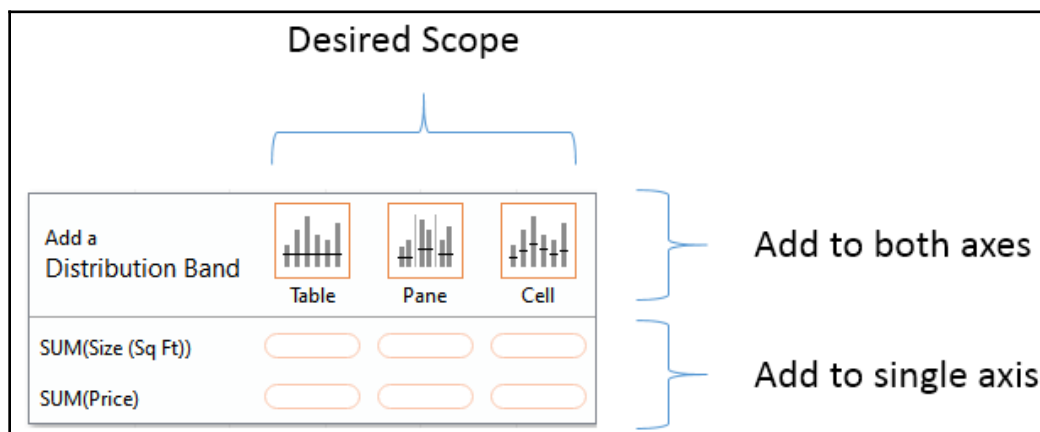 Desired Scope
Add a
Distribution Band
Table Pane Cell
Add to both axes
SUM(Size (Sq Ft))
SUM(Price)
Add to single axis